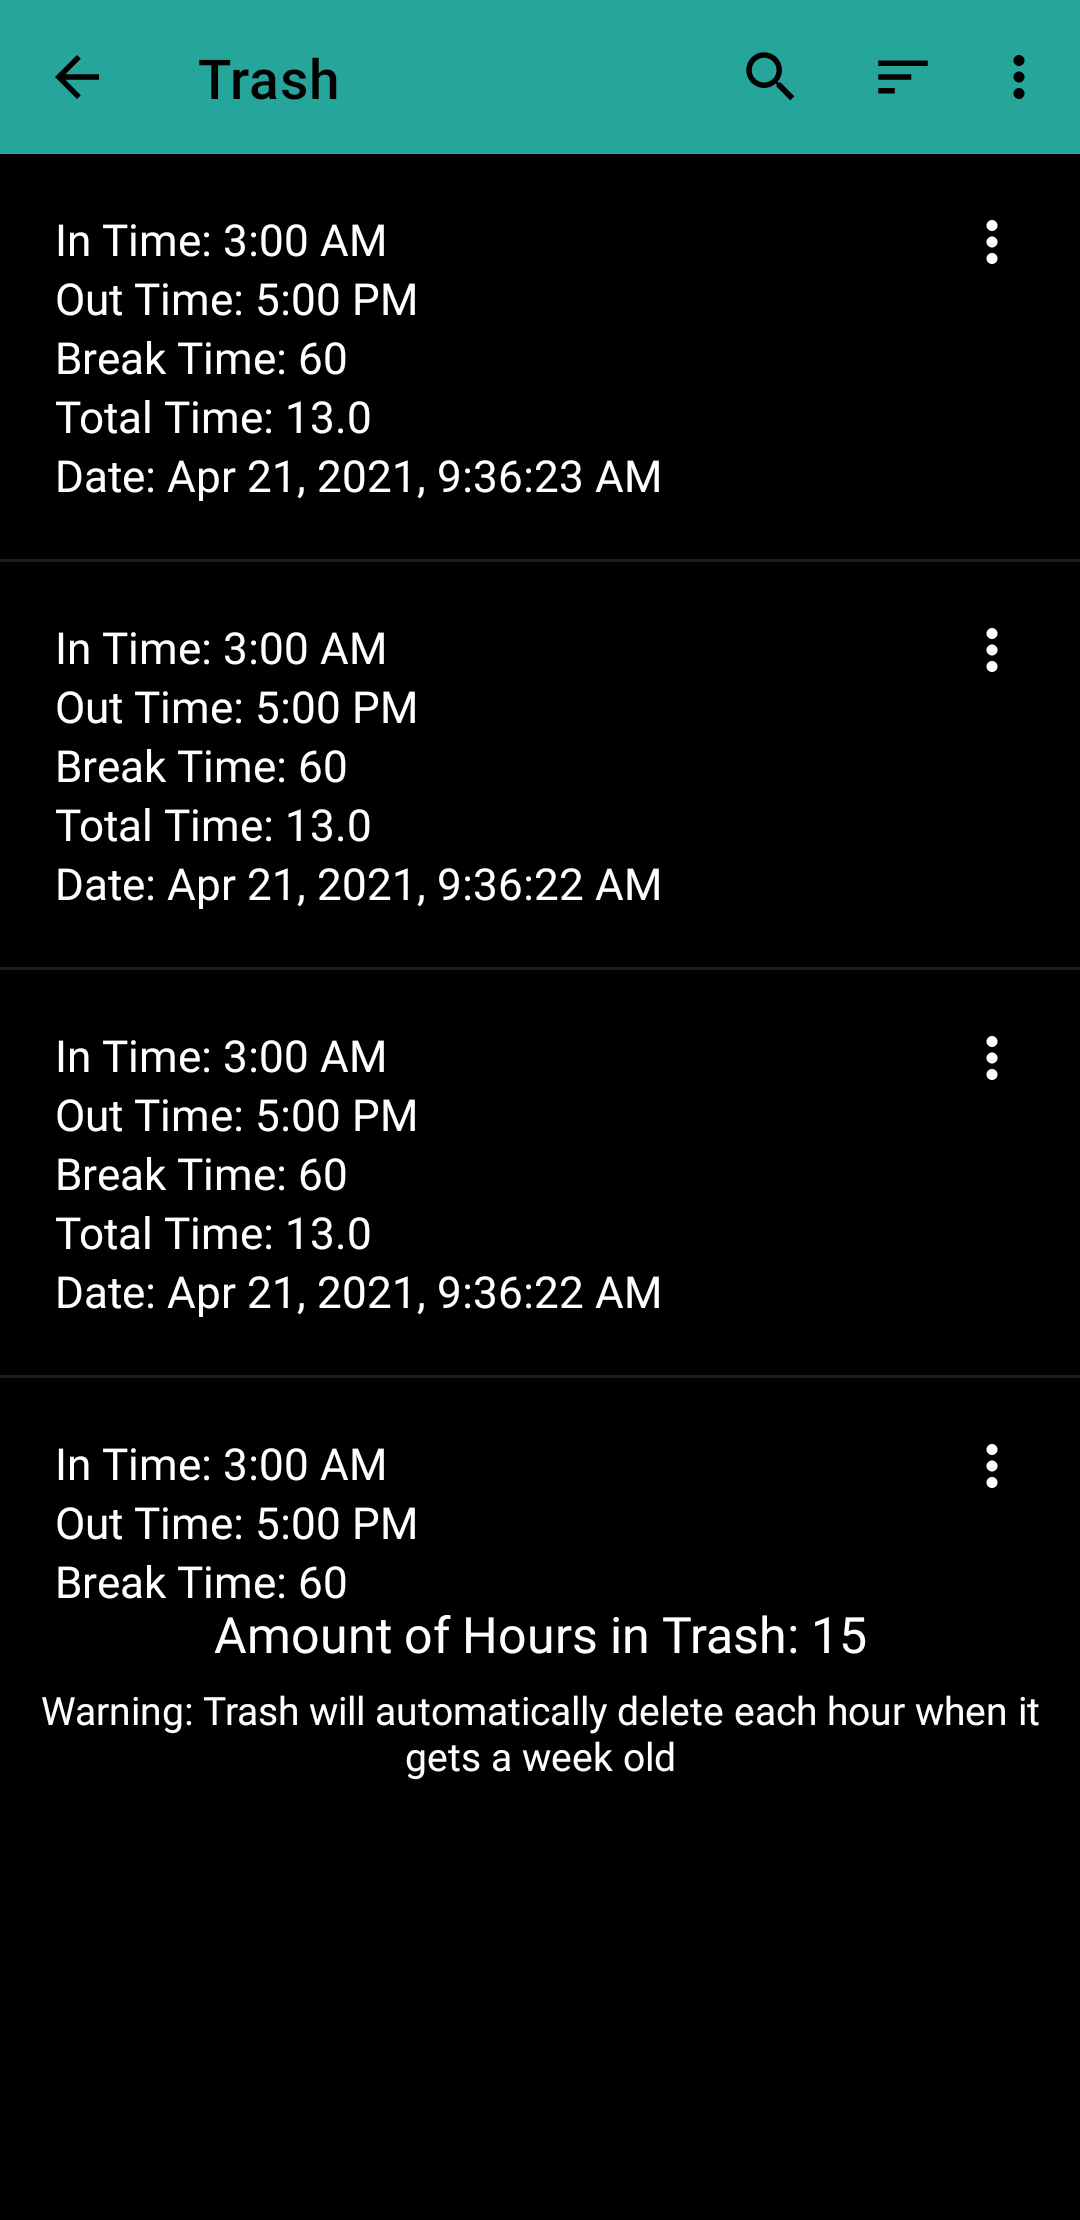 Trash
In Time: 3:00 AM
Out Time: 5:00 PM
Break Time: 60
Total Time: 13.0
Date: Apr 21, 2021, 9:36:23 AM
In Time: 3:00 AM
Out Time: 5:00 PM
Break Time: 60
Total Time: 13.0
Date: Apr 21, 2021, 9:36:22 AM
In Time: 3:00 AM
Out Time: 5:00 PM
Break Time: 60
Total Time: 13.0
Date: Apr 21, 2021, 9:36:22 AM
In Time: 3:00 AM
Out Time: 5:00 PM
Break Time: 60
Amount of Hours in Trash: 15
Warning: Trash will automatically delete each hour when it
gets a week old